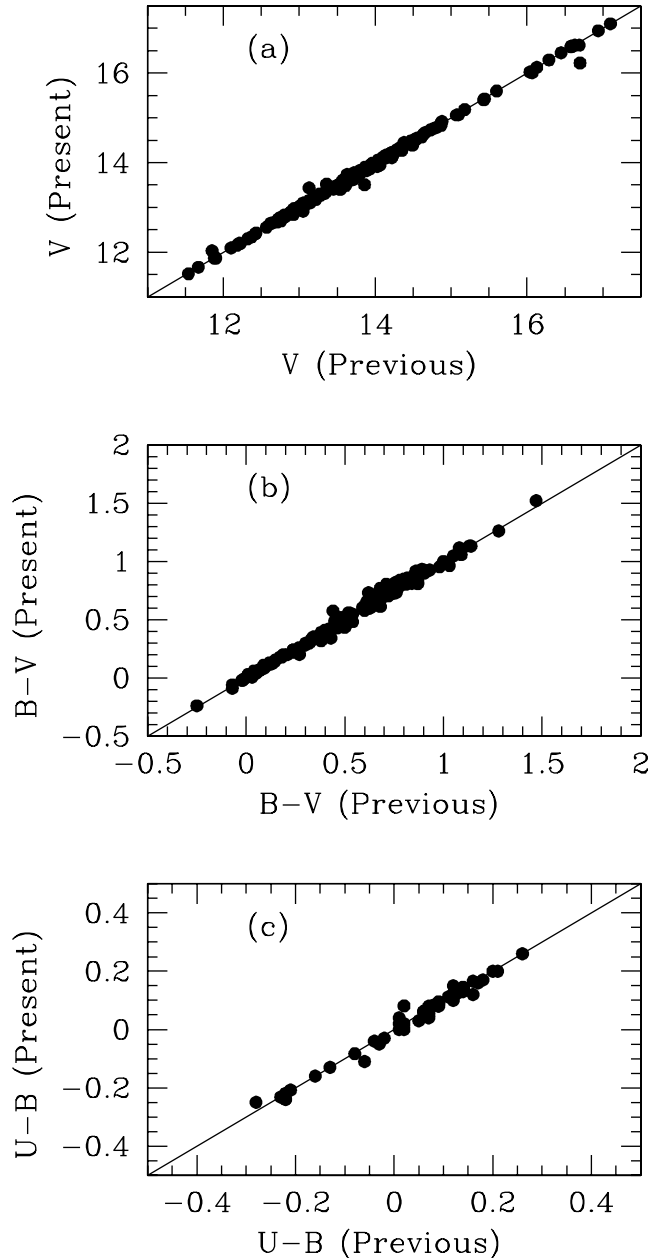 (a)
16
14
12
V (Present)
12 14 16
V (Previous)
(b)
2
1.5
1
0.5
0
−0.5
B−V (Present)
−0.5 0 0.5 1 1.5 2
B−V (Previous)
(c)
0.4
0.2
0
−0.2
−0.4
U−B (Present)
−0.4 −0.2 0 0.2 0.4
U−B (Previous)